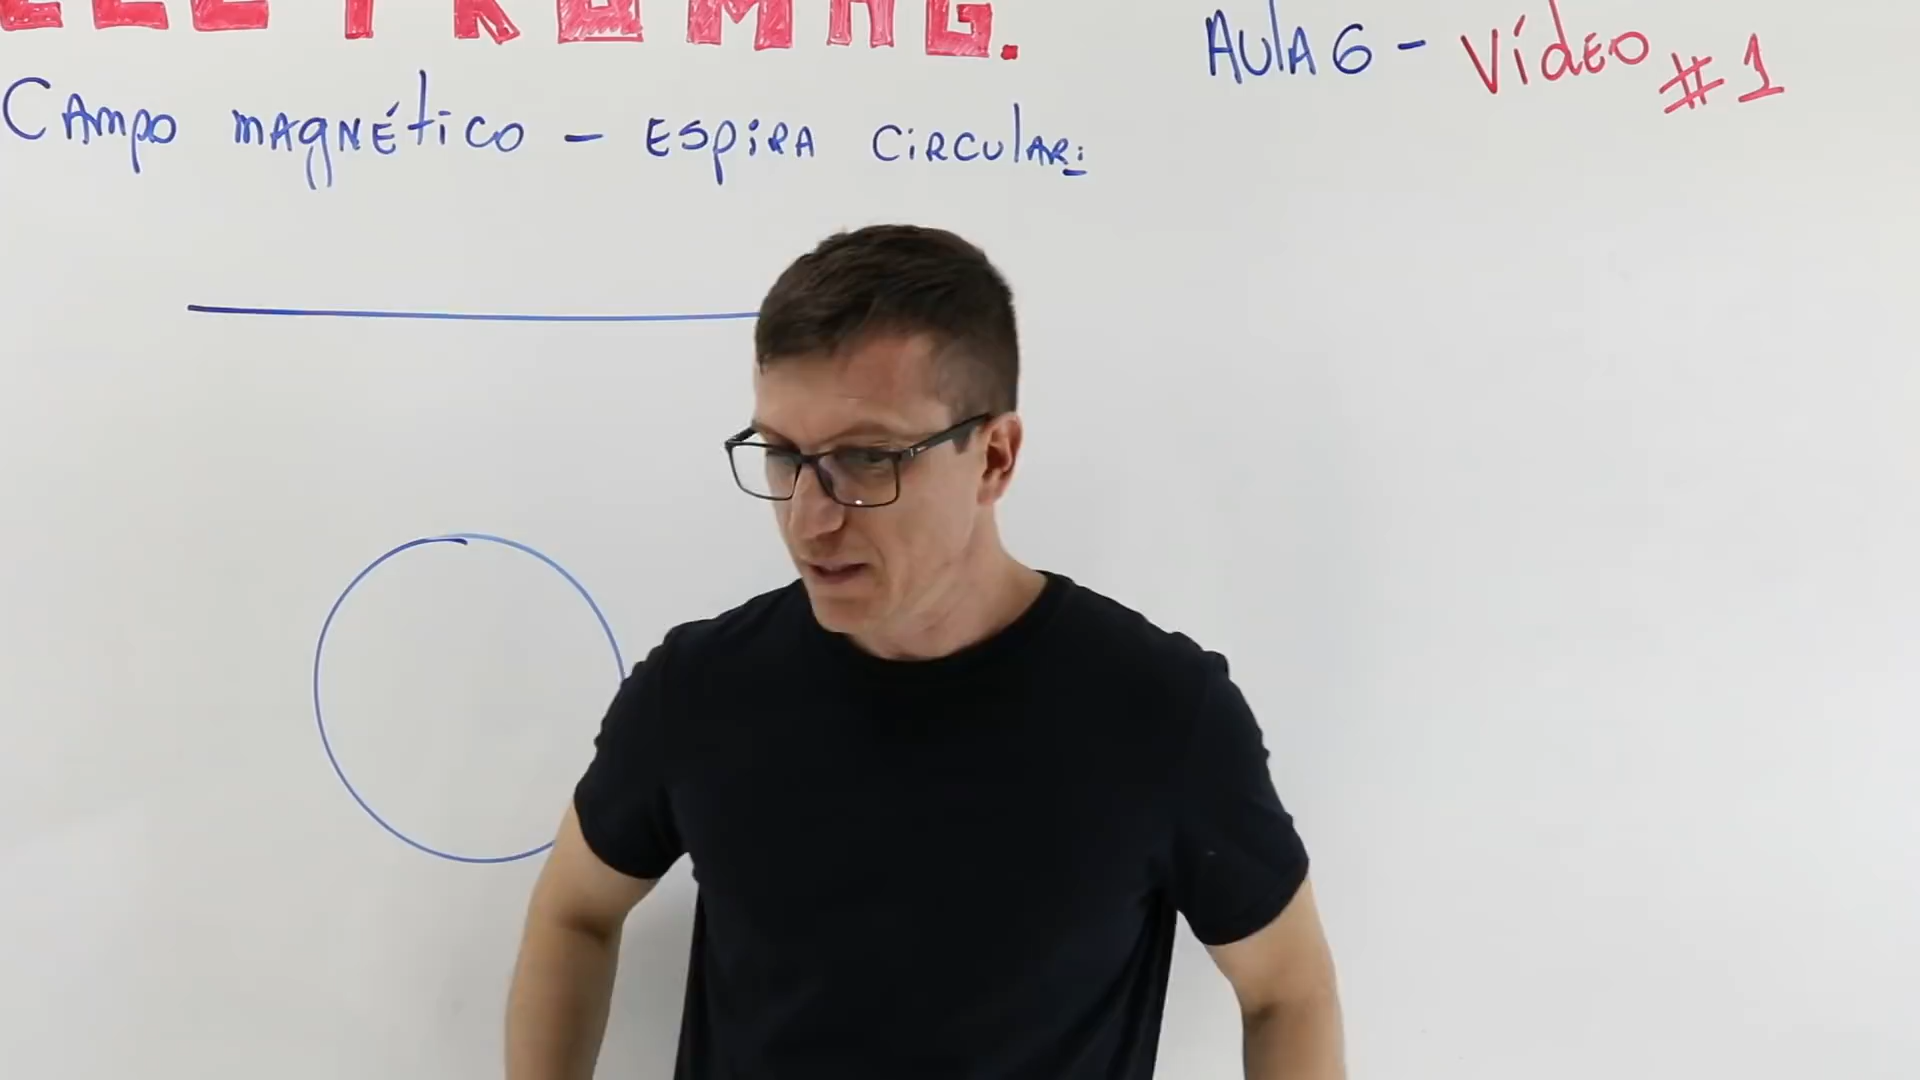 ELETROMAG.
AulA 6 - Vídeo #1
Campo magnético - espira circular: